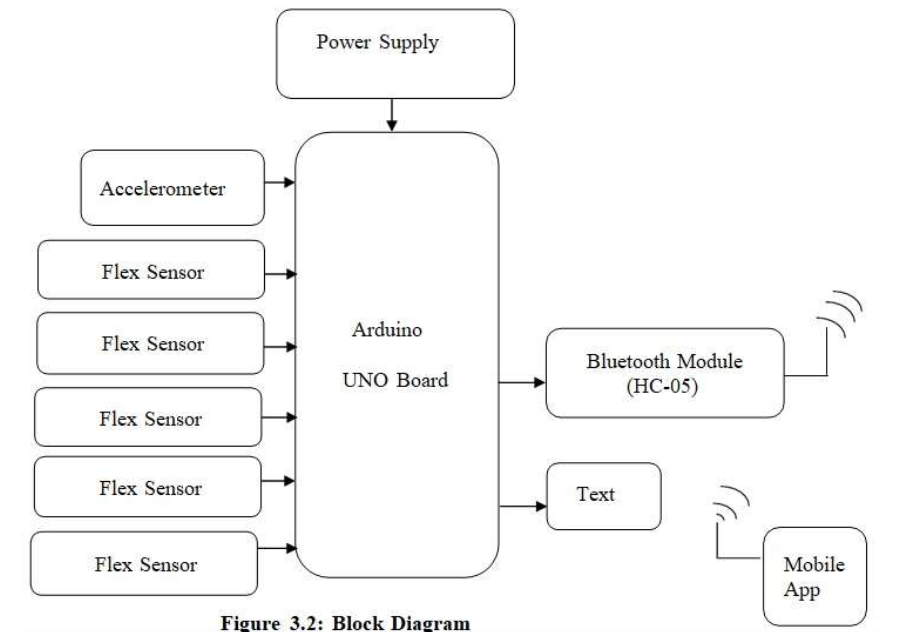 Power Supply
Accelerometer
Flex Sensor
Flex Sensor
Flex Sensor
Flex Sensor
Flex Sensor
Arduino
UNO Board
Bluetooth Module
(HC-05)
Text
Mobile
App
Figure 3.2: Block Diagram